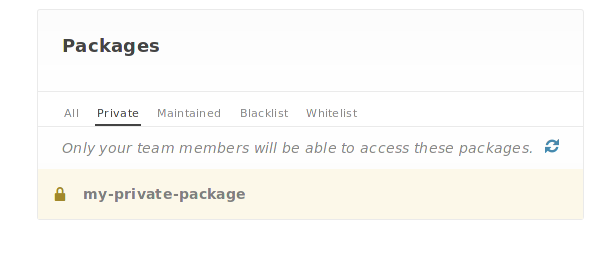 Packages
All Private Maintained Blacklist Whitelist
Only your team members will be able to access these packages.
my-private-package